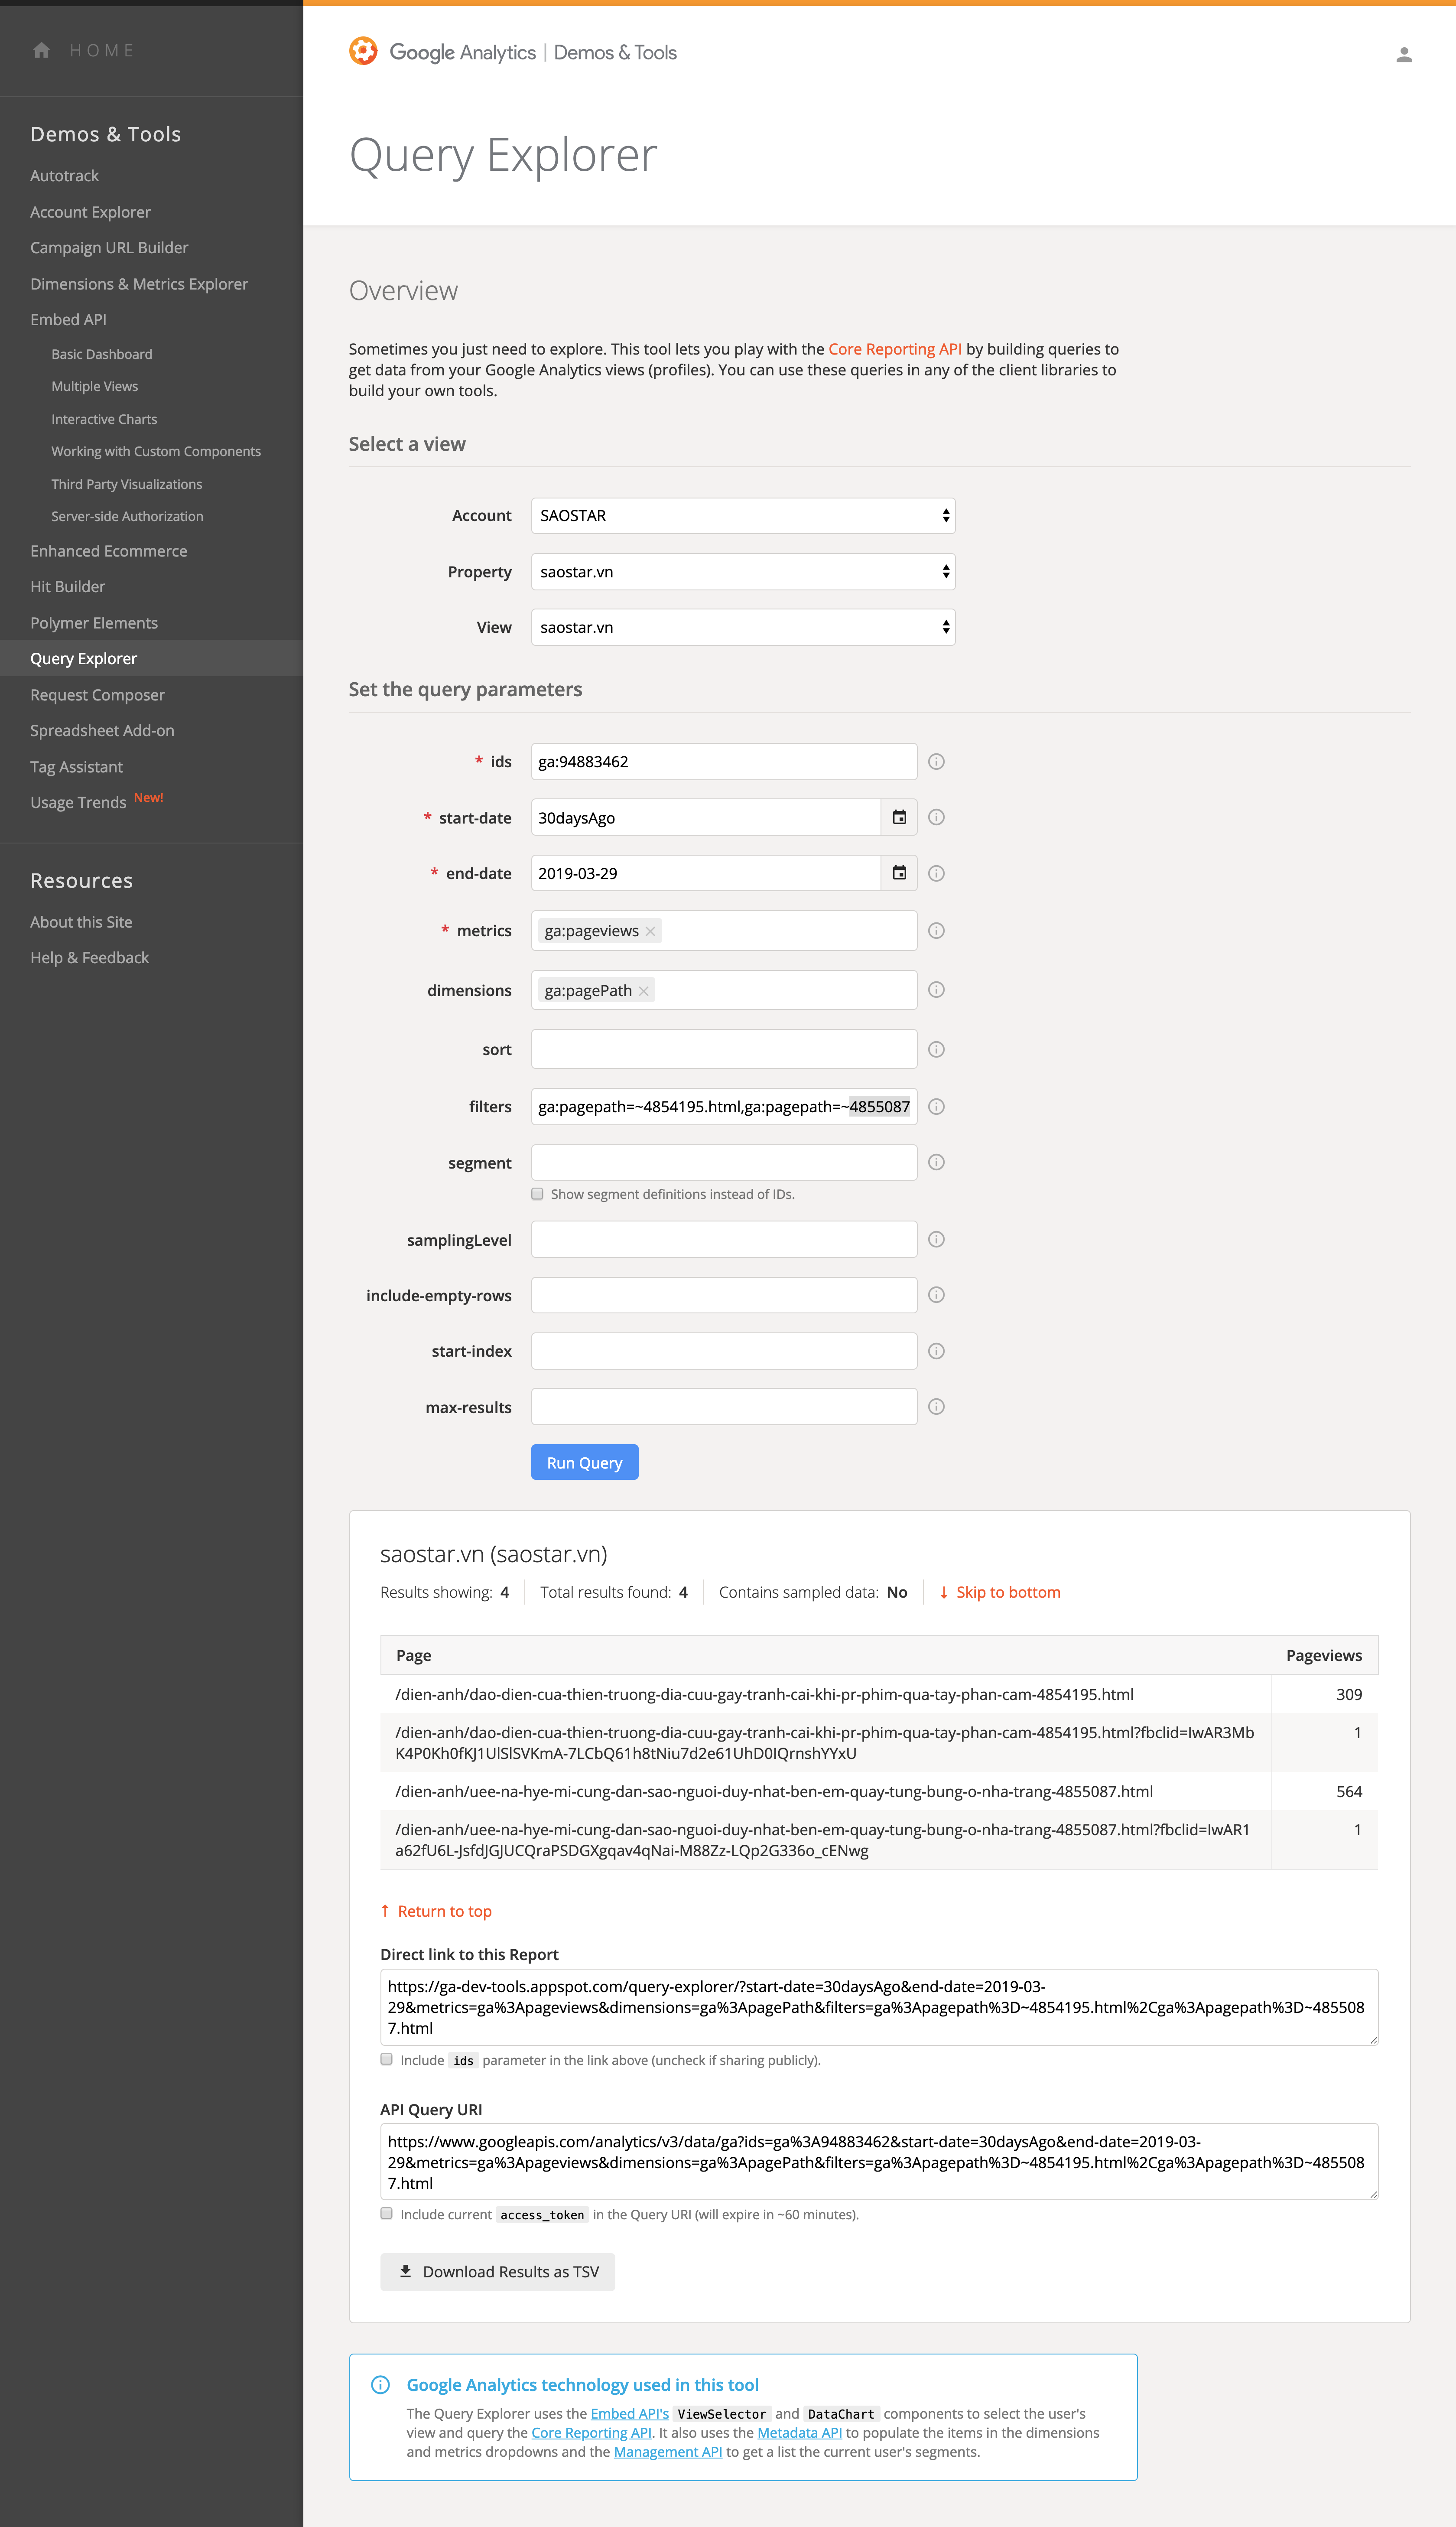 HOME
Demos & Tools
Autotrack
Account Explorer
Campaign URL Builder
Dimensions & Metrics Explorer
Embed API
Basic Dashboard
Multiple Views
Interactive Charts
Working with Custom Components
Third Party Visualizations
Server-side Authorization
Enhanced Ecommerce
Hit Builder
Polymer Elements
Query Explorer
Request Composer
Spreadsheet Add-on
Tag Assistant
Usage Trends New!
Resources
About this Site
Help & Feedback
Google Analytics | Demos & Tools
Query Explorer
Overview
Sometimes you just need to explore. This tool lets you play with the Core Reporting API by building queries to
get data from your Google Analytics views (profiles). You can use these queries in any of the client libraries to
build your own tools.
Select a view
Account SAOSTAR
Property saostar.vn
View saostar.vn
Set the query parameters
* ids ga:94883462
* start-date 30daysAgo
* end-date 2019-03-29
* metrics ga:pageviews ×
dimensions ga:pagePath ×
sort
filters ga:pagepath=~4854195.html,ga:pagepath=~4855087
segment
Show segment definitions instead of IDs.
samplingLevel
include-empty-rows
start-index
max-results
Run Query
saostar.vn (saostar.vn)
Results showing: 4 Total results found: 4 Contains sampled data: No ↓ Skip to bottom
Page Pageviews
/dien-anh/dao-dien-cua-thien-truong-dia-cuu-gay-tranh-cai-khi-pr-phim-qua-tay-phan-cam-4854195.html 309
/dien-anh/dao-dien-cua-thien-truong-dia-cuu-gay-tranh-cai-khi-pr-phim-qua-tay-phan-cam-4854195.html?fbclid=IwAR3Mb 1
K4P0Kh0fKJ1UlSlSVKmA-7LCbQ61h8tNiu7d2e61UhD0IQrnshYYxU
/dien-anh/uee-na-hye-mi-cung-dan-sao-nguoi-duy-nhat-ben-em-quay-tung-bung-o-nha-trang-4855087.html 564
/dien-anh/uee-na-hye-mi-cung-dan-sao-nguoi-duy-nhat-ben-em-quay-tung-bung-o-nha-trang-4855087.html?fbclid=IwAR1 1
a62fU6L-JsfdJGJUCQraPSDGXgqav4qNai-M88Zz-LQp2G336o_cENwg
↑ Return to top
Direct link to this Report
https://ga-dev-tools.appspot.com/query-explorer/?start-date=30daysAgo&end-date=2019-03-
29&metrics=ga%3Apageviews&dimensions=ga%3ApagePath&filters=ga%3Apagepath%3D~4854195.html%2Cga%3Apagepath%3D~485508
7.html
Include ids parameter in the link above (uncheck if sharing publicly).
API Query URI
https://www.googleapis.com/analytics/v3/data/ga?ids=ga%3A94883462&start-date=30daysAgo&end-date=2019-03-
29&metrics=ga%3Apageviews&dimensions=ga%3ApagePath&filters=ga%3Apagepath%3D~4854195.html%2Cga%3Apagepath%3D~485508
7.html
Include current access_token in the Query URI (will expire in ~60 minutes).
Download Results as TSV
Google Analytics technology used in this tool
The Query Explorer uses the Embed API's ViewSelector and DataChart components to select the user's
view and query the Core Reporting API. It also uses the Metadata API to populate the items in the dimensions
and metrics dropdowns and the Management API to get a list the current user's segments.